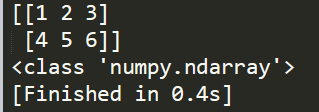 [[1 2 3]
 [4 5 6]]
<class 'numpy.ndarray'>
[Finished in 0.4s]